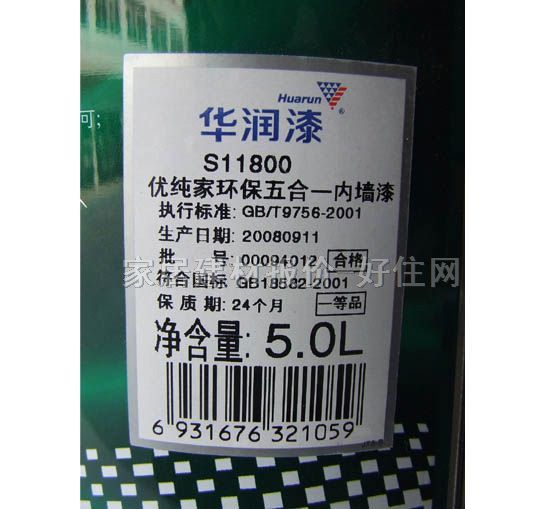 Huarun
华润漆
S11800
优纯家环保五合一内墙漆
执行标准: GB/T9756-2001
生产日期: 20080911
批 号: 00094012 合格
符合国标 GB18582-2001
保 质 期: 24个月 一等品
净含量: 5.0L
6 931676 321059
家居建材报价-好住网
河;